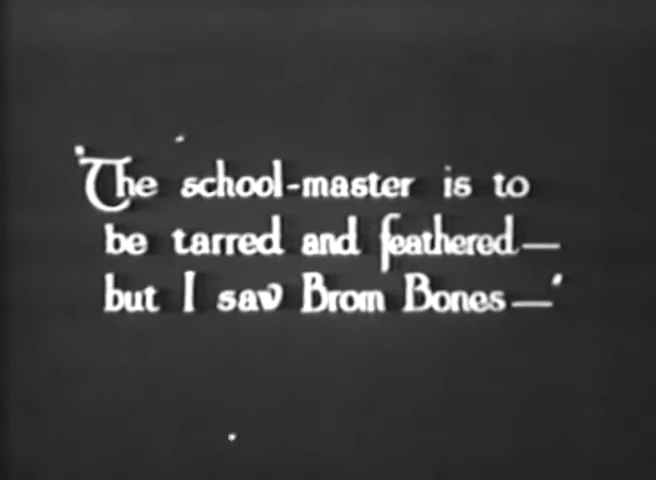 'The school-master is to
be tarred and feathered—
but I saw Brom Bones—'